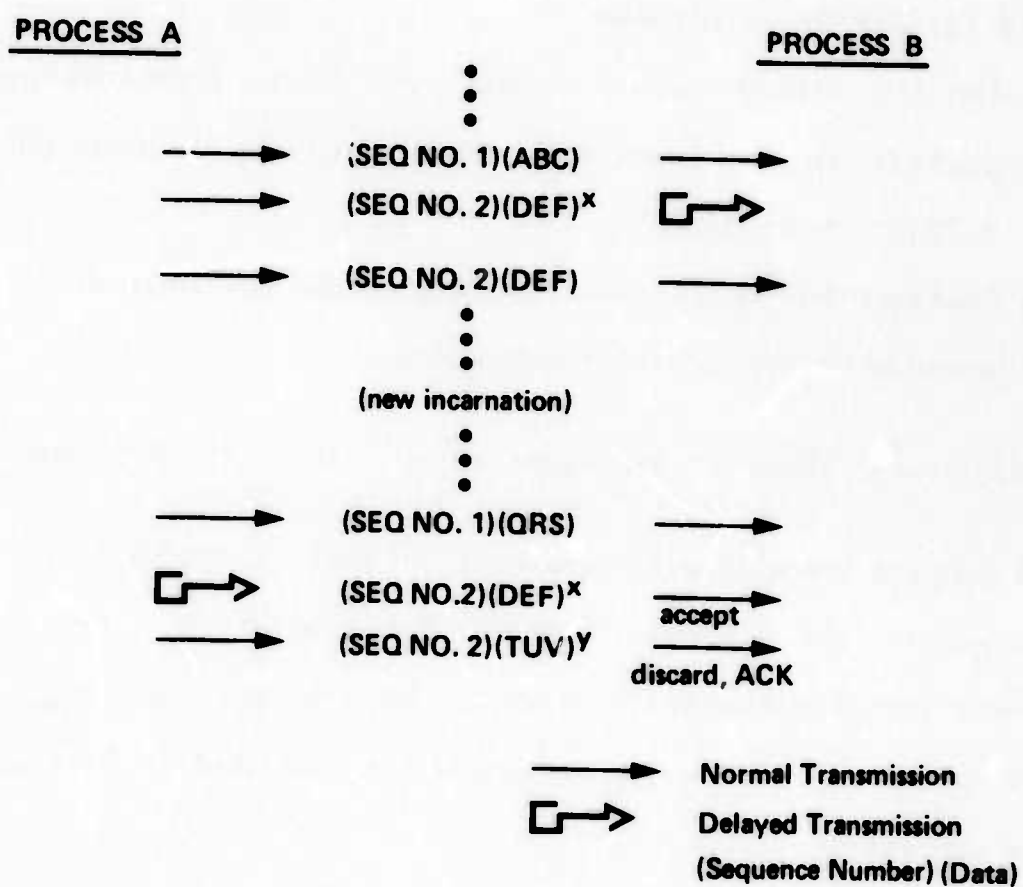 PROCESS A
PROCESS B
(SEQ NO. 1)(ABC)
(SEQ NO. 2)(DEF)x
(SEQ NO. 2)(DEF)
(new incarnation)
(SEQ NO. 1)(QRS)
(SEQ NO.2)(DEF)x
accept
(SEQ NO. 2)(TUV)y
discard, ACK
Normal Transmission
Delayed Transmission
(Sequence Number) (Data)